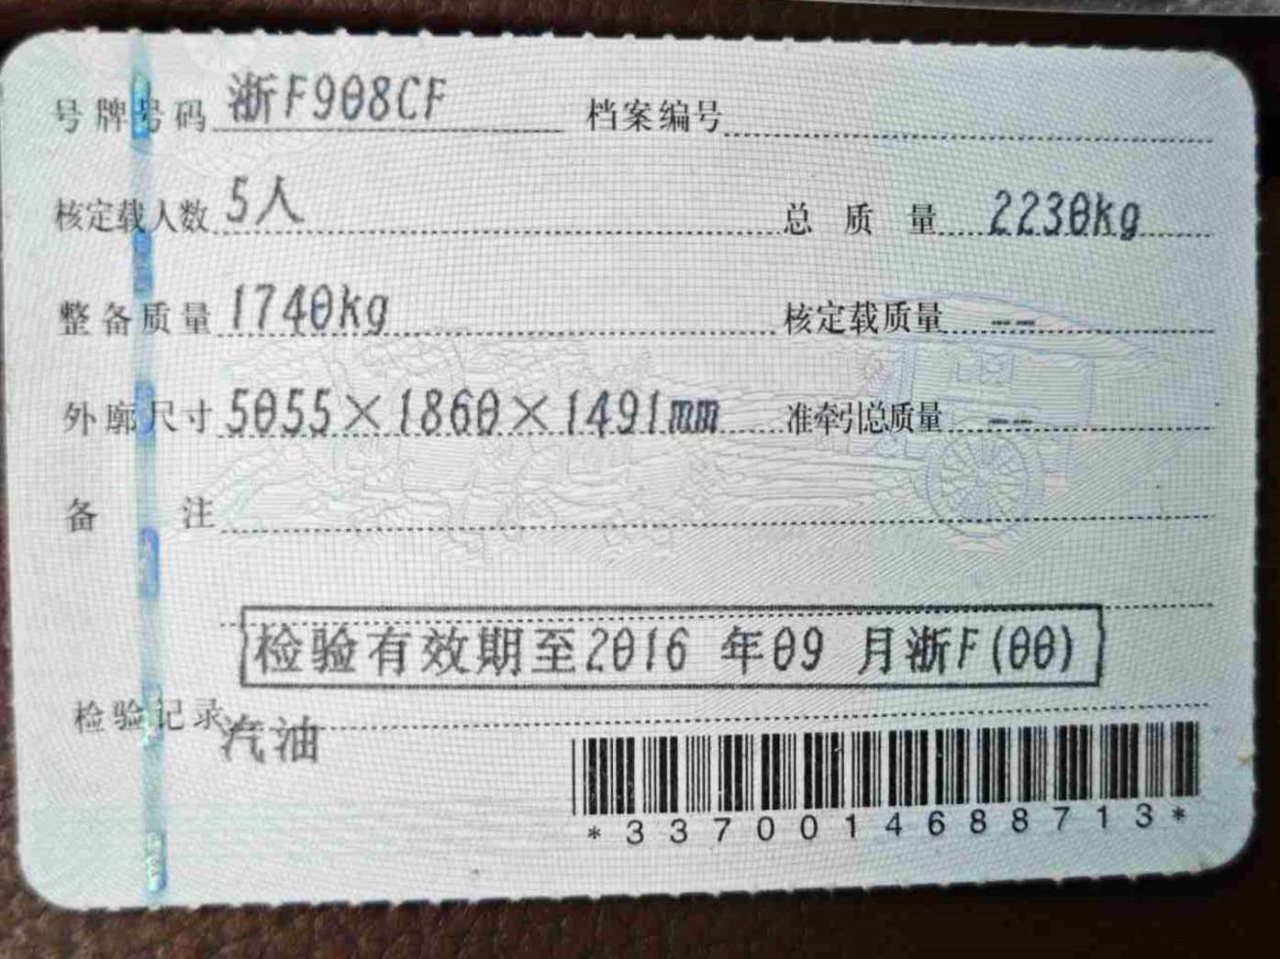 号牌号码 浙F908CF 档案编号
核定载人数 5人 总质量 2230kg
整备质量 1740kg 核定载质量 --
外廓尺寸 5055×1860×1491mm 准牵引总质量 --
备注
检验有效期至2016 年09 月浙F(00)
检验记录
汽油
*3370014688713*